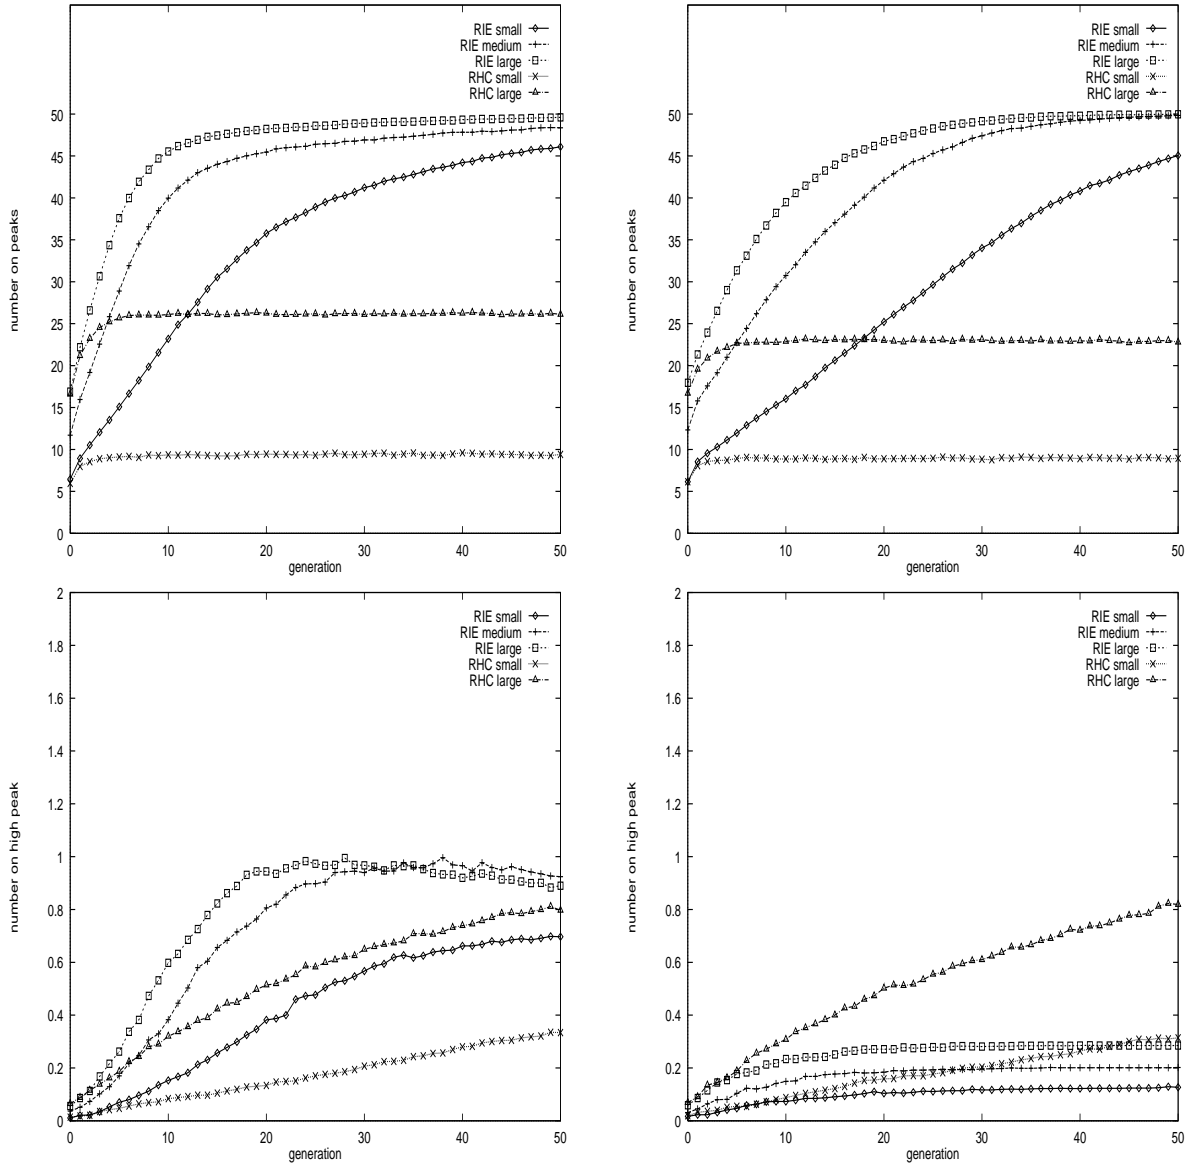 RIE small
RIE medium
RIE large
RHC small
RHC large
number on peaks
50
45
40
35
30
25
20
15
10
5
0
0 10 20 30 40 50
generation
RIE small
RIE medium
RIE large
RHC small
RHC large
number on peaks
50
45
40
35
30
25
20
15
10
5
0
0 10 20 30 40 50
generation
2
1.8
1.6
1.4
1.2
1
0.8
0.6
0.4
0.2
0
RIE small
RIE medium
RIE large
RHC small
RHC large
number on high peak
0 10 20 30 40 50
generation
2
1.8
1.6
1.4
1.2
1
0.8
0.6
0.4
0.2
0
RIE small
RIE medium
RIE large
RHC small
RHC large
number on high peak
0 10 20 30 40 50
generation